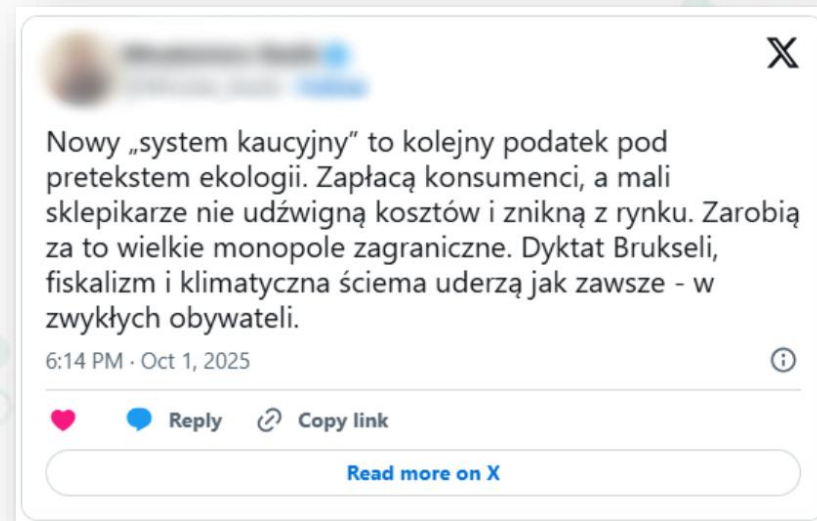 Nowy „system kaucyjny” to kolejny podatek pod
pretekstem ekologii. Zapłacą konsumenci, a mali
sklepikarze nie udźwigną kosztów i znikną z rynku. Zarobią
za to wielkie monopole zagraniczne. Dyktat Brukseli,
fiskalizm i klimatyczna ściema uderzą jak zawsze - w
zwykłych obywateli.
6:14 PM · Oct 1, 2025
Reply Copy link
Read more on X